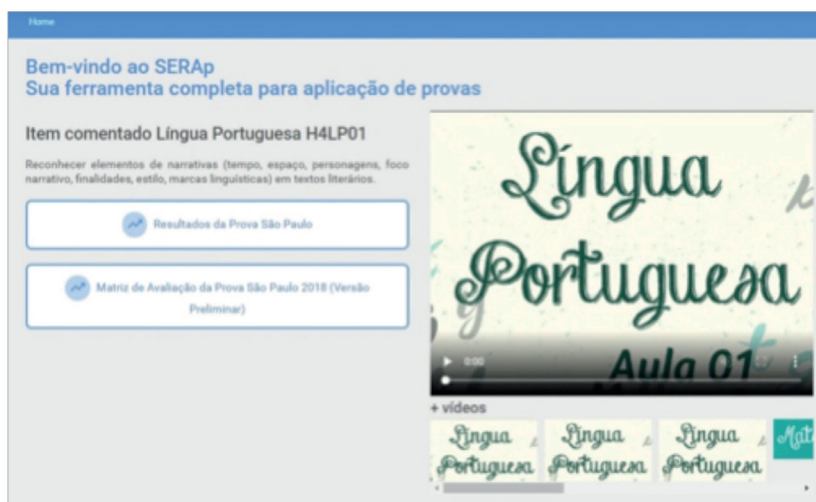 Home
Bem-vindo ao SERAp
Sua ferramenta completa para aplicação de provas
Item comentado Língua Portuguesa H4LP01
Reconhecer elementos de narrativas (tempo, espaço, personagens, foco
narrativo, finalidades, estilo, marcas linguísticas) em textos literários.
Resultados da Prova São Paulo
Matriz de Avaliação da Prova São Paulo 2018 (Versão
Preliminar)
Língua
Portuguesa
Aula 01
0:00
+ vídeos
Língua
Portuguesa
Língua
Portuguesa
Língua
Portuguesa